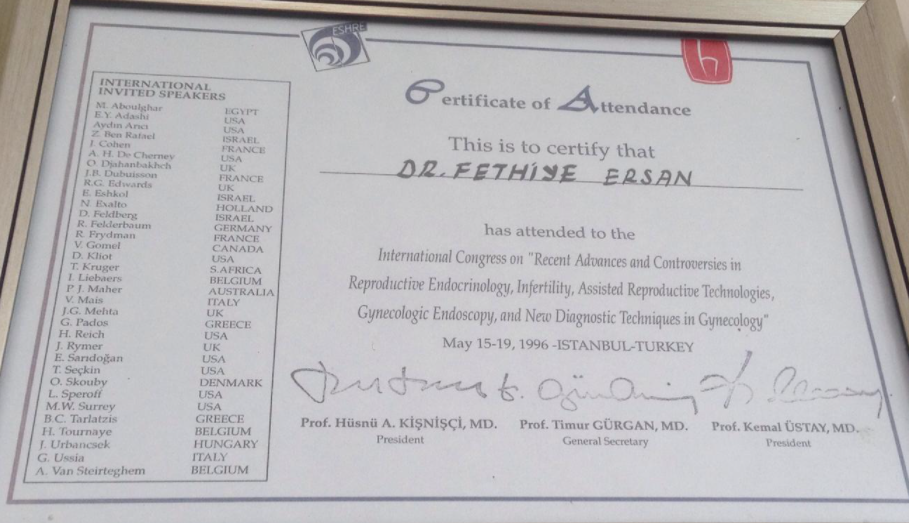 ESHRE
INTERNATIONAL
INVITED SPEAKERS
M. Aboulghar EGYPT
E.Y. Adashi USA
Aydın Arıcı USA
Z. Ben Rafael ISRAEL
J. Cohen FRANCE
A. H. De Cherney USA
O. Djahanbakhch UK
J.B. Dubuisson FRANCE
R.G. Edwards UK
E. Eshkol ISRAEL
N. Exalto HOLLAND
D. Feldberg ISRAEL
R. Felderbaum GERMANY
R. Frydman FRANCE
V. Gomel CANADA
D. Kliot USA
T. Kruger S.AFRICA
I. Liebaers BELGIUM
P. J. Maher AUSTRALIA
V. Mais ITALY
J.G. Mehta UK
G. Pados GREECE
H. Reich USA
J. Rymer UK
E. Sarıdoğan USA
T. Seçkin USA
O. Skouby DENMARK
L. Speroff USA
M.W. Surrey USA
B.C. Tarlatzis GREECE
H. Tournaye BELGIUM
J. Urbancsek HUNGARY
G. Ussia ITALY
A. Van Steirteghem BELGIUM
Certificate of Attendance
This is to certify that
DR. FETHİYE ERSAN
has attended to the
International Congress on "Recent Advances and Controversies in
Reproductive Endocrinology, Infertility, Assisted Reproductive Technologies,
Gynecologic Endoscopy, and New Diagnostic Techniques in Gynecology"
May 15-19, 1996 -ISTANBUL-TURKEY
Prof. Hüsnü A. KİŞNİŞÇİ, MD. Prof. Timur GÜRGAN, MD. Prof. Kemal ÜSTAY, MD.
President General Secretary President